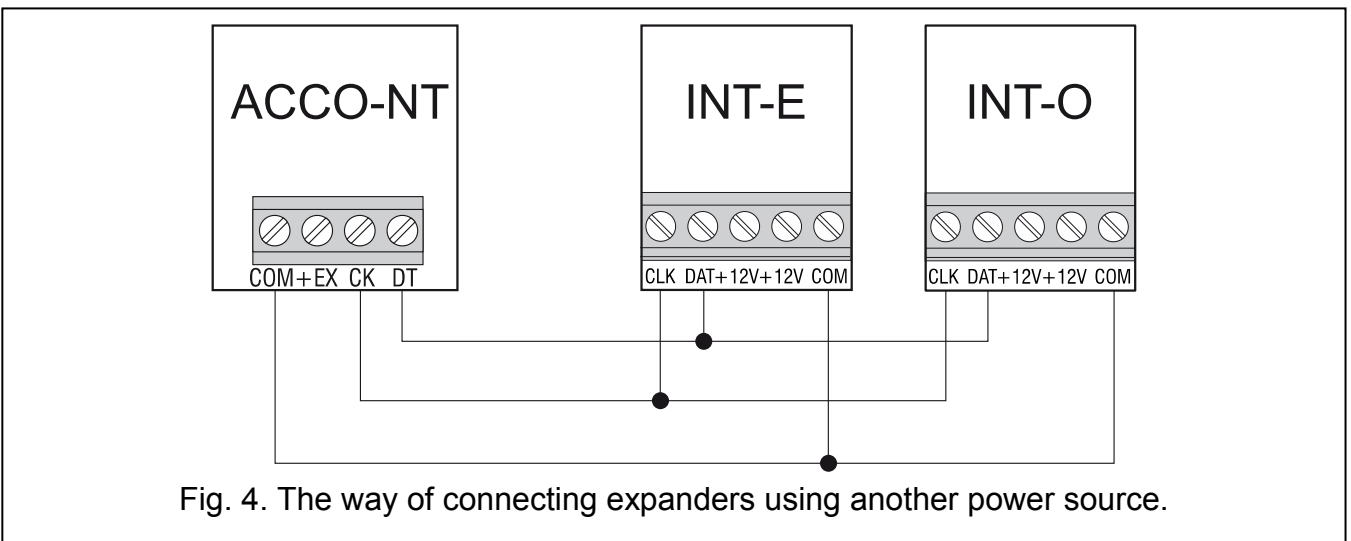 ACCO-NT INT-E INT-O
COM+EX CK DT
CLK DAT+12V+12V COM
CLK DAT+12V+12V COM
Fig. 4. The way of connecting expanders using another power source.